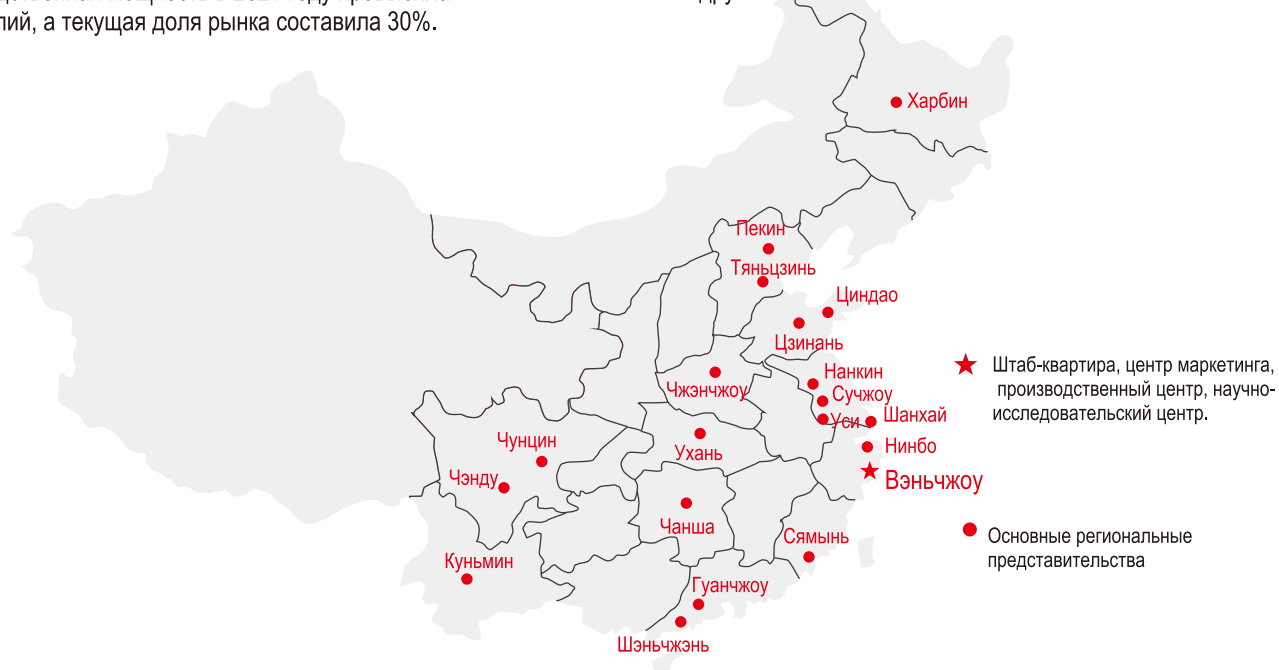 лий, а текущая доля рынка составила 30%.
Харбин
Пекин
Тяньцзинь
Циндао
Цзинань
Штаб-квартира, центр маркетинга,
производственный центр, научно-
исследовательский центр.
Нанкин
Чжэнчжоу
Сучжоу
Уси
Шанхай
Чунцин
Ухань
Нинбо
Чэнду
Вэньчжоу
Чанша
Сямынь
Основные региональные
представительства
Куньмин
Гуанчжоу
Шэньчжэнь